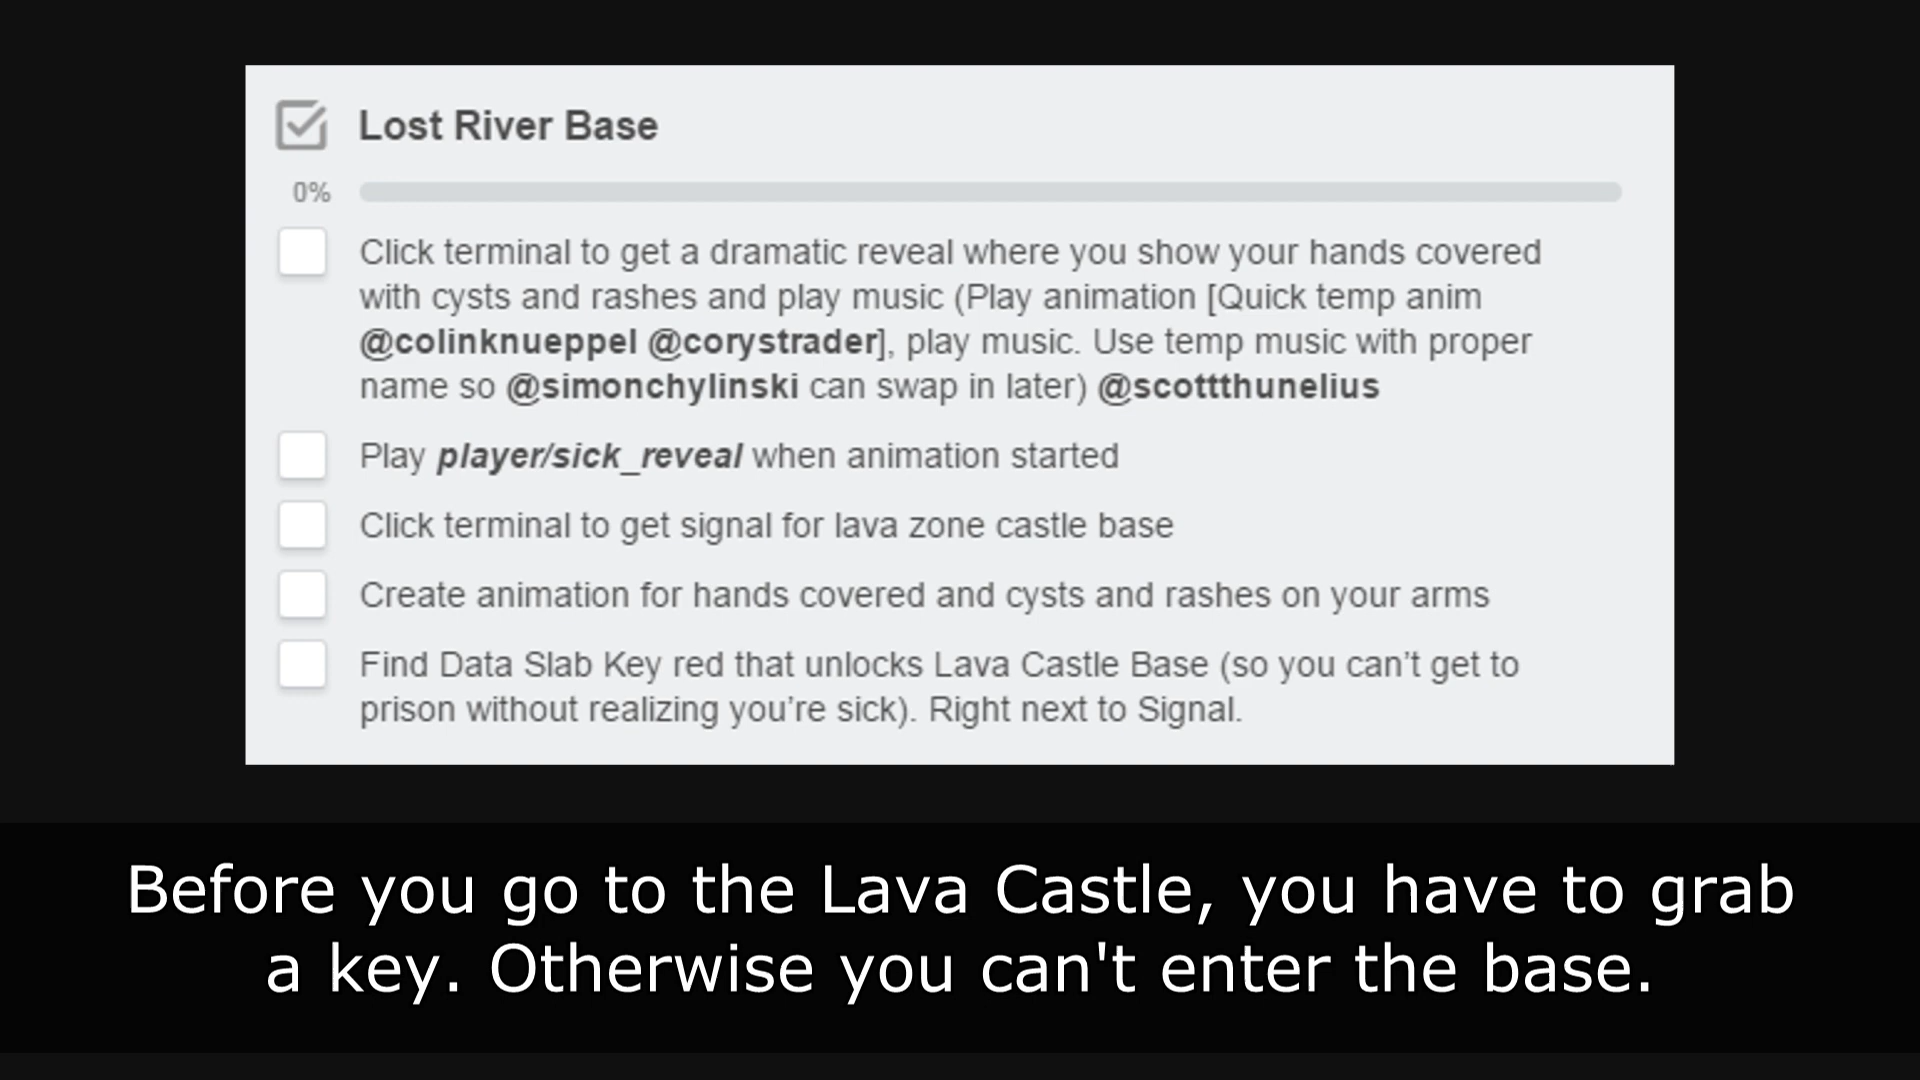 Lost River Base
0%
Click terminal to get a dramatic reveal where you show your hands covered
with cysts and rashes and play music (Play animation [Quick temp anim
@colinknueppel @corystrader], play music. Use temp music with proper
name so @simonchylinski can swap in later) @scottthunelius
Play player/sick_reveal when animation started
Click terminal to get signal for lava zone castle base
Create animation for hands covered and cysts and rashes on your arms
Find Data Slab Key red that unlocks Lava Castle Base (so you can’t get to
prison without realizing you’re sick). Right next to Signal.
Before you go to the Lava Castle, you have to grab
a key. Otherwise you can't enter the base.